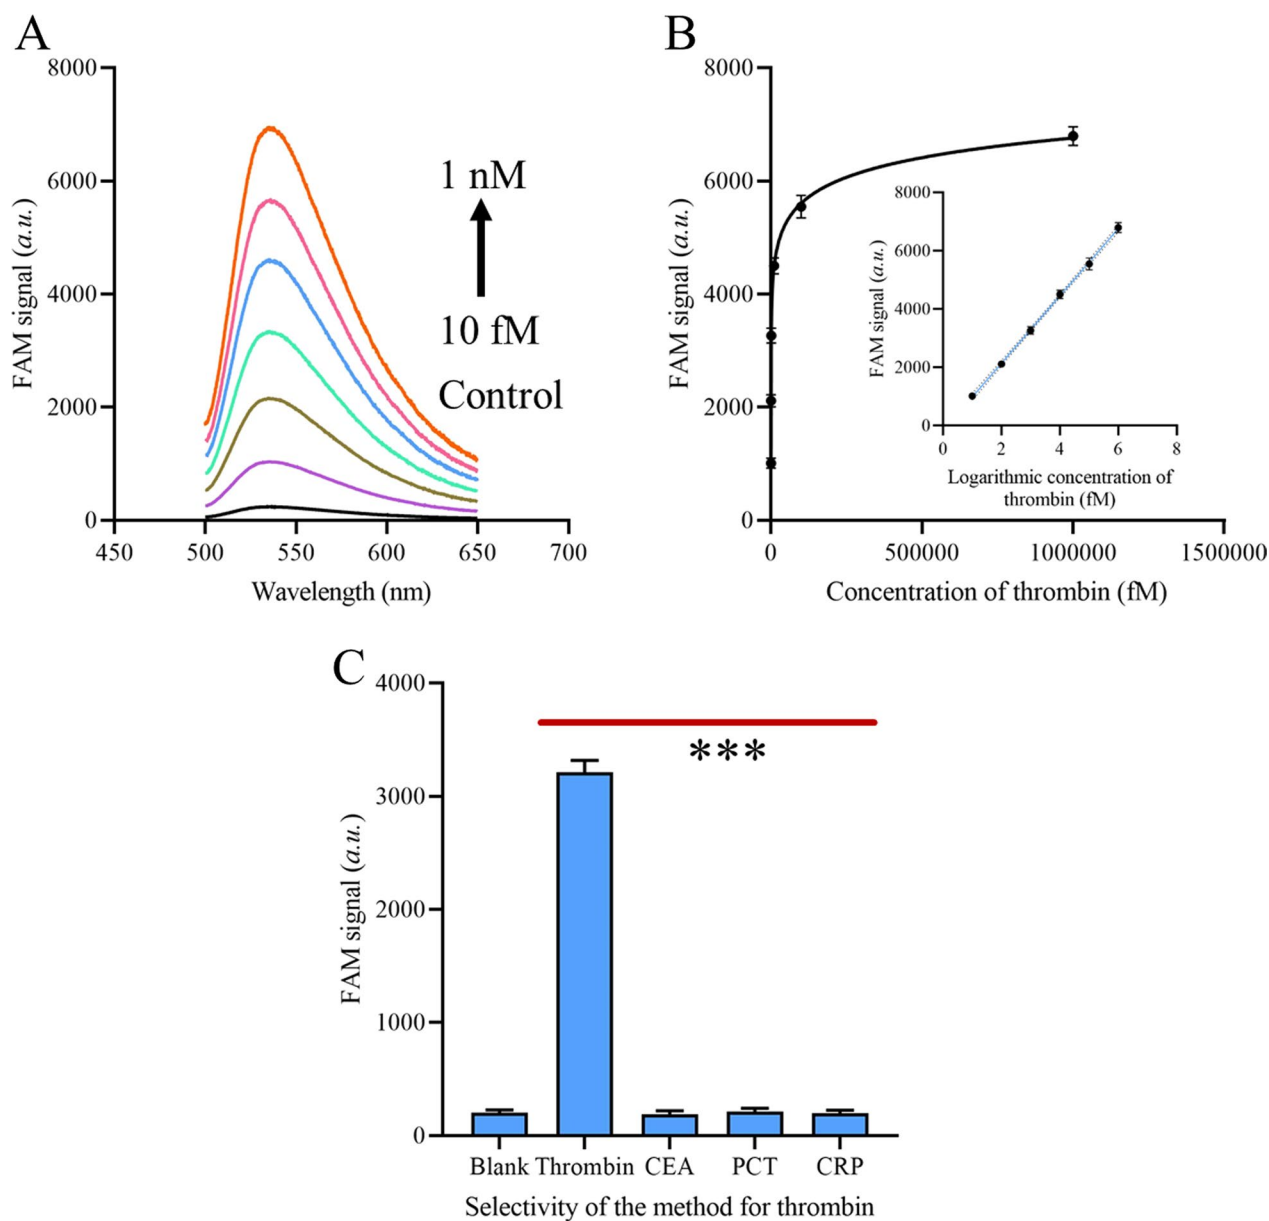 A
8000
6000
4000
2000
0
FAM signal (a.u.)
450 500 550 600 650 700
Wavelength (nm)
1 nM
10 fM
Control
B
8000
6000
4000
2000
0
FAM signal (a.u.)
0 500000 1000000 1500000
Concentration of thrombin (fM)
8000
6000
4000
2000
0
FAM signal (a.u.)
0 2 4 6 8
Logarithmic concentration of
thrombin (fM)
C
4000
3000
2000
1000
0
FAM signal (a.u.)
***
Blank Thrombin CEA PCT CRP
Selectivity of the method for thrombin